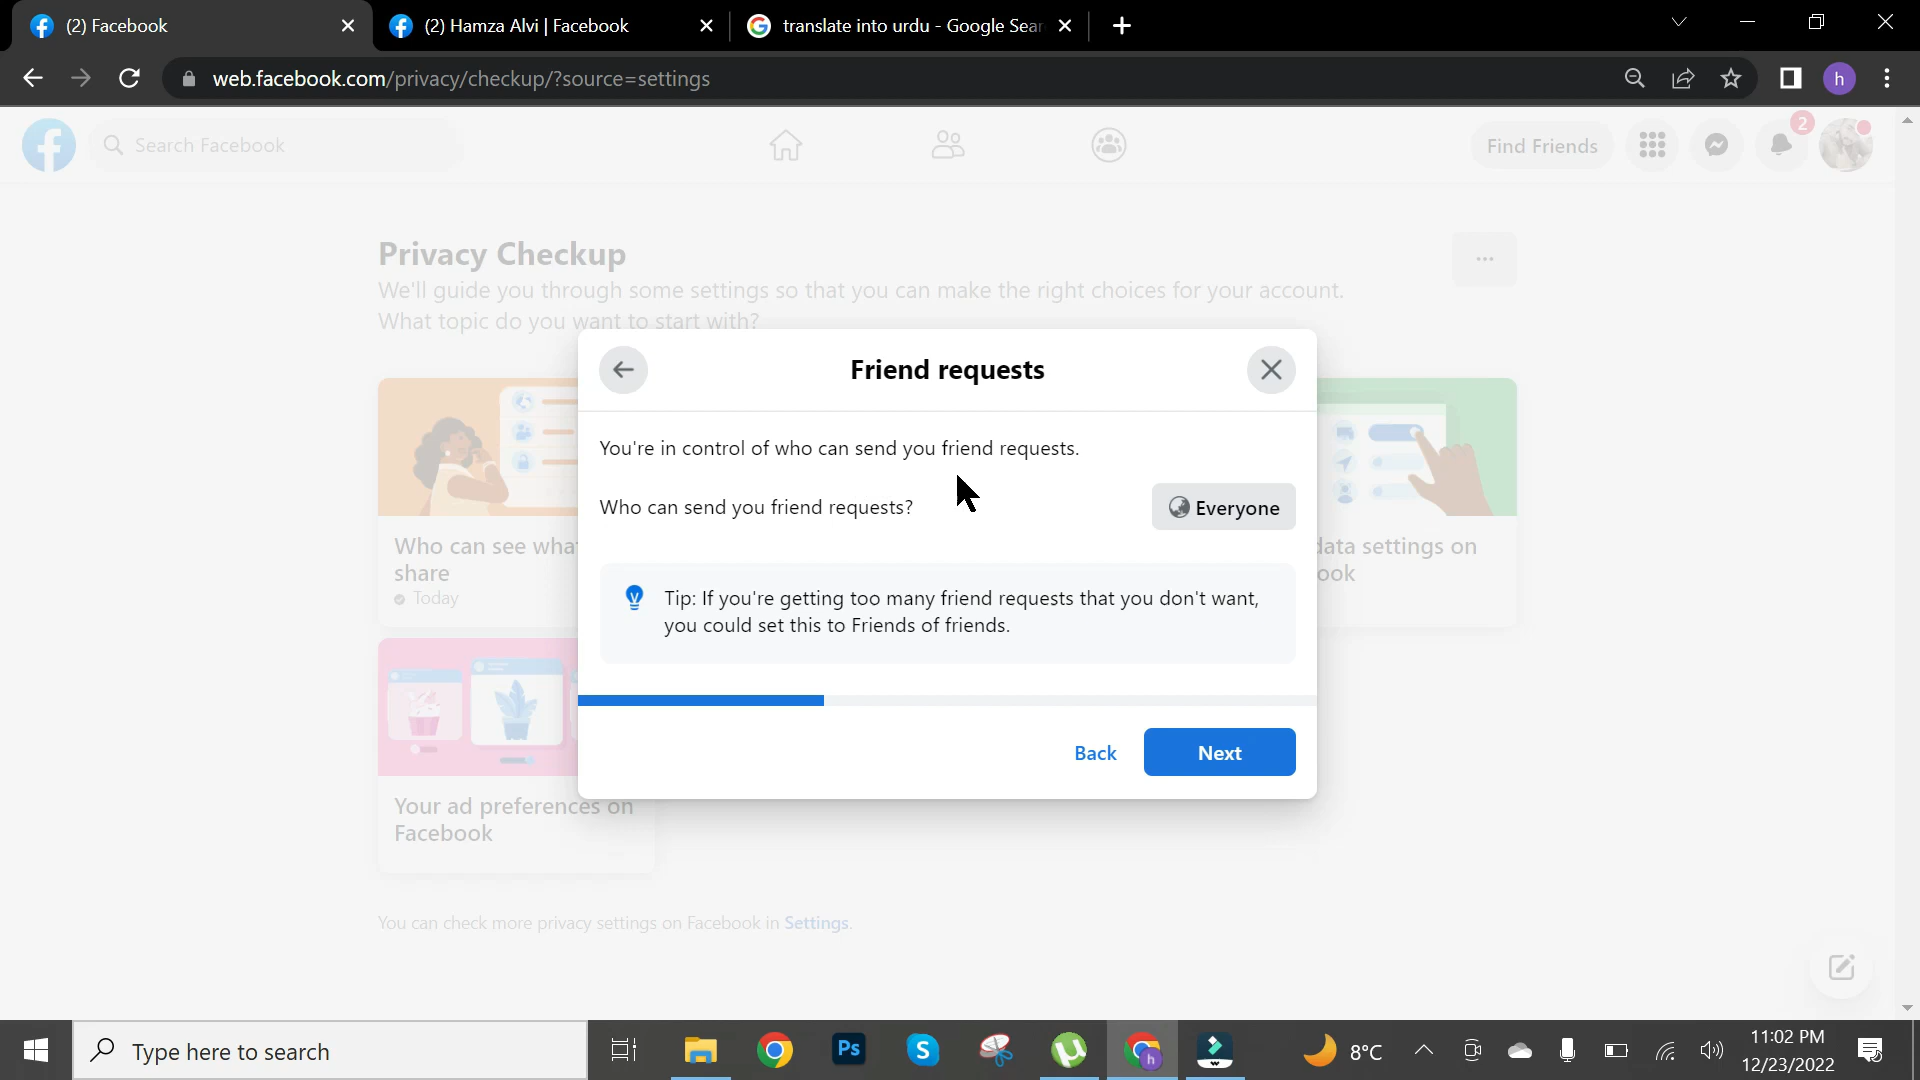 (2) Facebook
(2) Hamza Alvi | Facebook
translate into urdu - Google Sear
web.facebook.com/privacy/checkup/?source=settings
h
Search Facebook
Find Friends
2
Privacy Checkup
We'll guide you through some settings so that you can make the right choices for your account.
What topic do you want to start with?
Friend requests
You're in control of who can send you friend requests.
Who can send you friend requests?
Everyone
Tip: If you're getting too many friend requests that you don't want,
you could set this to Friends of friends.
Back
Next
Who can see what
share
Today
data settings on
ook
Your ad preferences on
Facebook
You can check more privacy settings on Facebook in Settings.
Type here to search
Ps
S
h
8°C
11:02 PM
12/23/2022